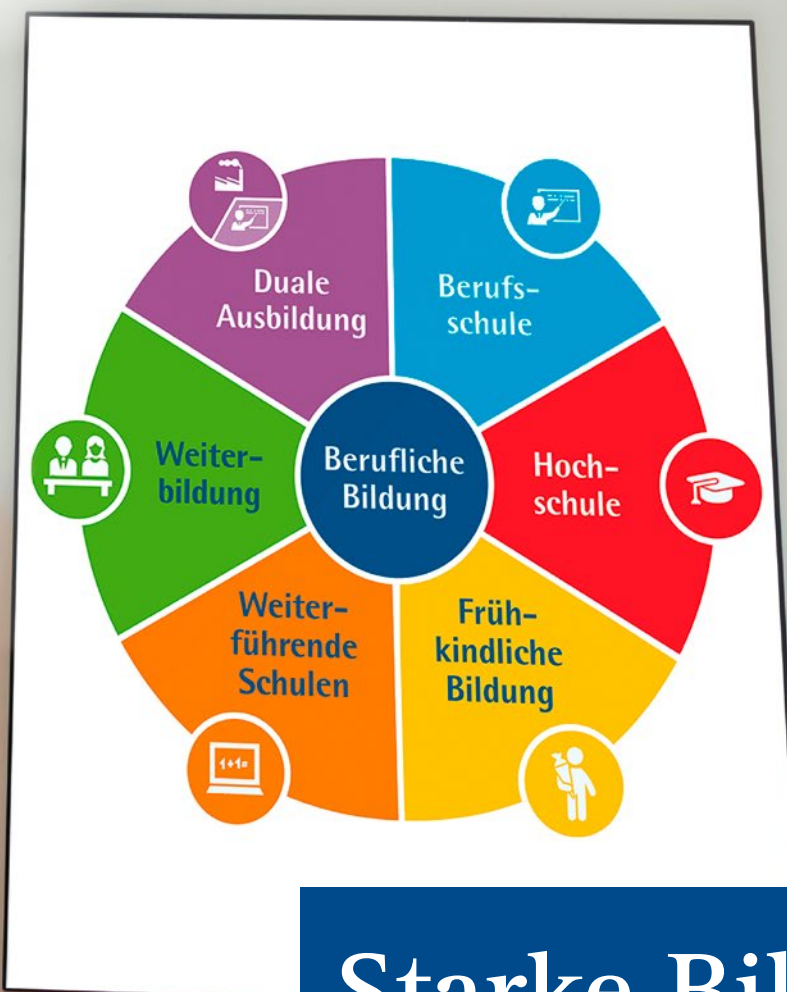 Duale
Ausbildung
Berufs-
schule
Weiter-
bildung
Berufliche
Bildung
Hoch-
schule
Weiter-
führende
Schulen
Früh-
kindliche
Bildung
1+1=
Starke Bil